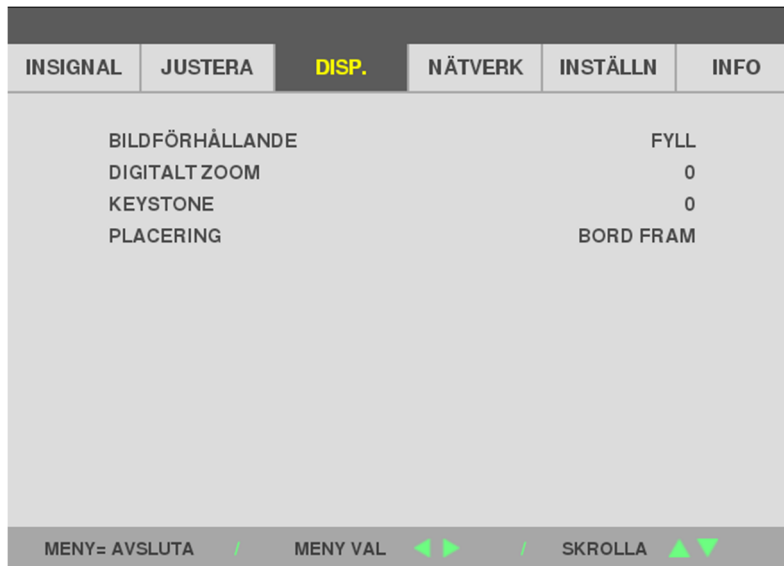 INSIGNAL JUSTERA DISP. NÄTVERK INSTÄLLN INFO
BILDFÖRHÅLLANDE FYLL
DIGITALT ZOOM 0
KEYSTONE 0
PLACERING BORD FRAM
MENY= AVSLUTA / MENY VAL ◀ ▶ / SKROLLA ▲ ▼